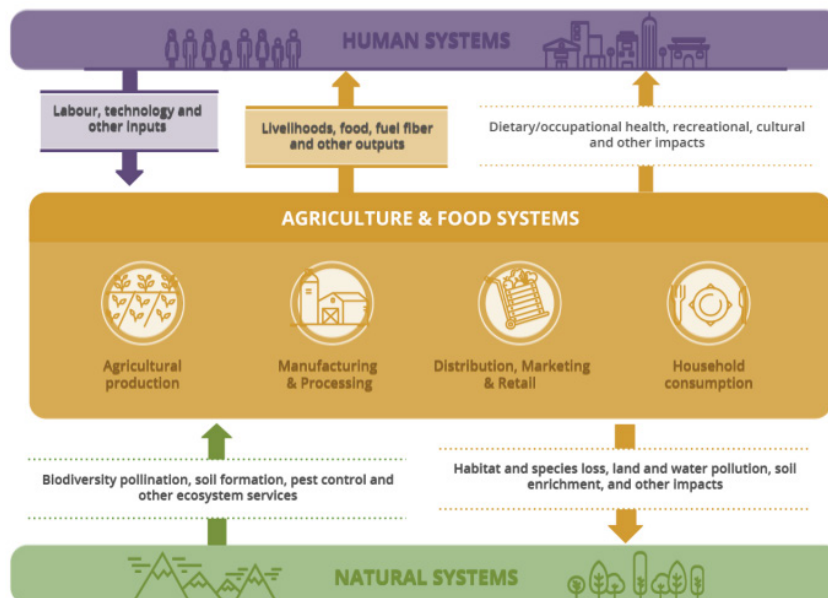 HUMAN SYSTEMS
Labour, technology and
other inputs
Livelihoods, food, fuel fiber
and other outputs
Dietary/occupational health, recreational, cultural
and other impacts
AGRICULTURE & FOOD SYSTEMS
Agricultural
production
Manufacturing
& Processing
Distribution, Marketing
& Retail
Household
consumption
Biodiversity pollination, soil formation, pest control and
other ecosystem services
Habitat and species loss, land and water pollution, soil
enrichment, and other impacts
NATURAL SYSTEMS